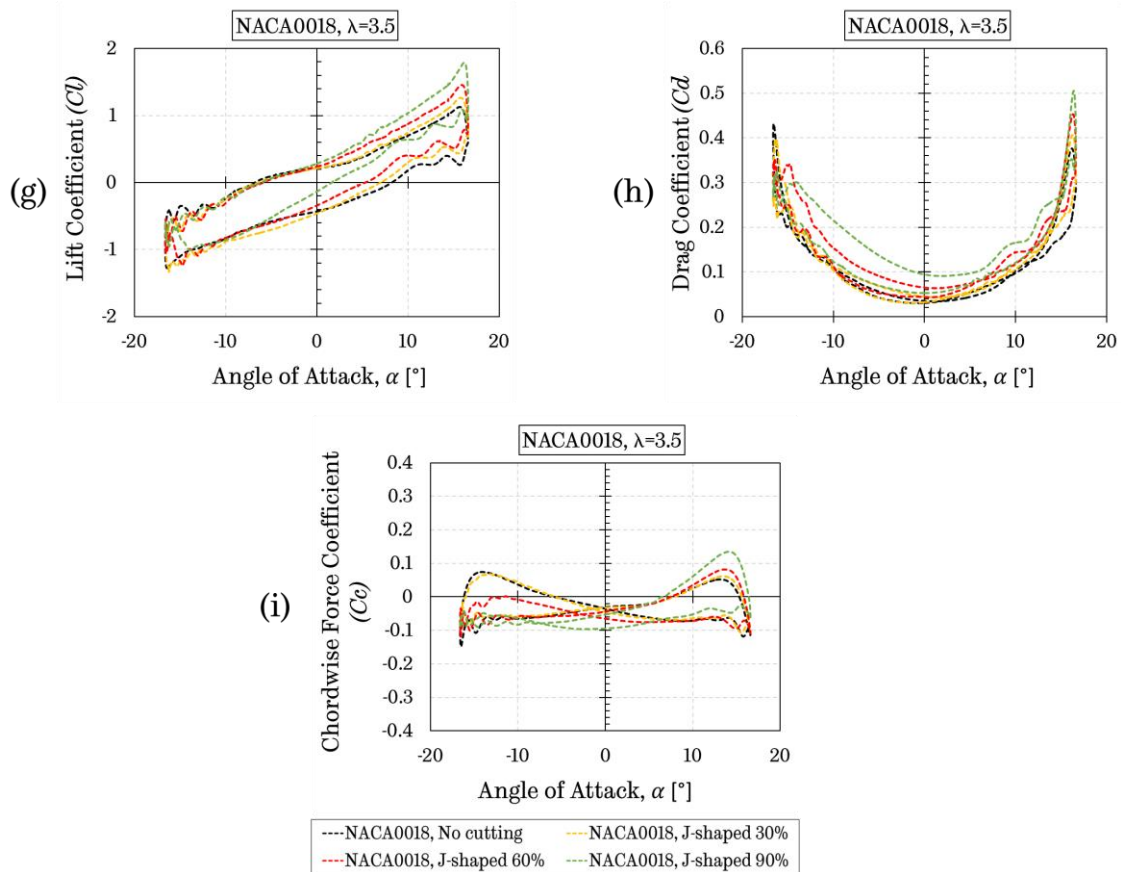 NACA0018, λ=3.5
NACA0018, λ=3.5
(g)
Lift Coefficient (Cl)
2
1
0
-1
-2
-20
-10
0
10
20
Angle of Attack, α [°]
(h)
Drag Coefficient (Cd
0.6
0.5
0.4
0.3
0.2
0.1
0
-20
-10
0
10
20
Angle of Attack, α [°]
NACA0018, λ=3.5
(i)
Chordwise Force Coefficient
(Cc)
0.4
0.3
0.2
0.1
0
-0.1
-0.2
-0.3
-0.4
-20
-10
0
10
20
Angle of Attack, α [°]
NACA0018, No cutting
NACA0018, J-shaped 30%
NACA0018, J-shaped 60%
NACA0018, J-shaped 90%